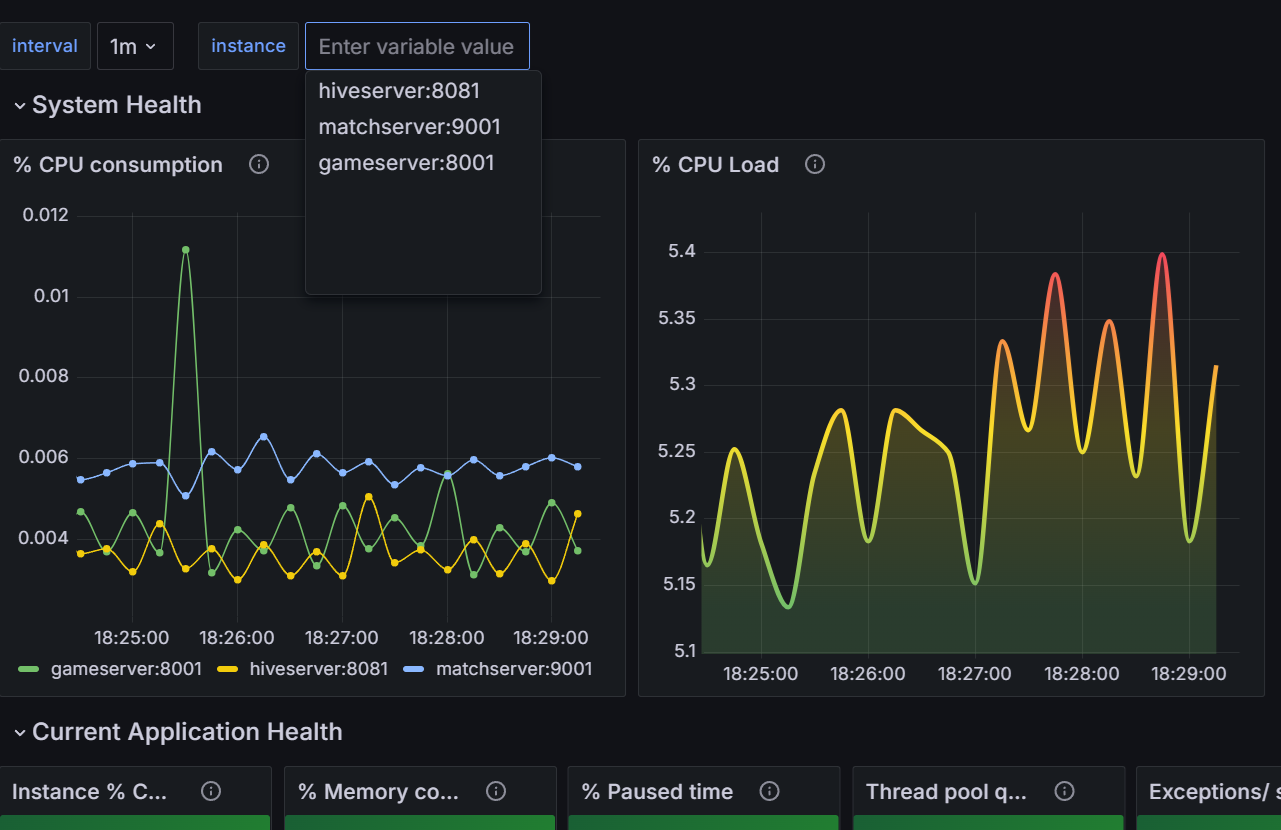 interval
1m
instance
Enter variable value
hiveserver:8081
matchserver:9001
gameserver:8001
System Health
% CPU consumption
0.012
0.01
0.008
0.006
0.004
18:25:00 18:26:00 18:27:00 18:28:00 18:29:00
gameserver:8001 hiveserver:8081 matchserver:9001
% CPU Load
5.4
5.35
5.3
5.25
5.2
5.15
5.1
18:25:00 18:26:00 18:27:00 18:28:00 18:29:00
Current Application Health
Instance % C...
% Memory co...
% Paused time
Thread pool q...
Exceptions/ s